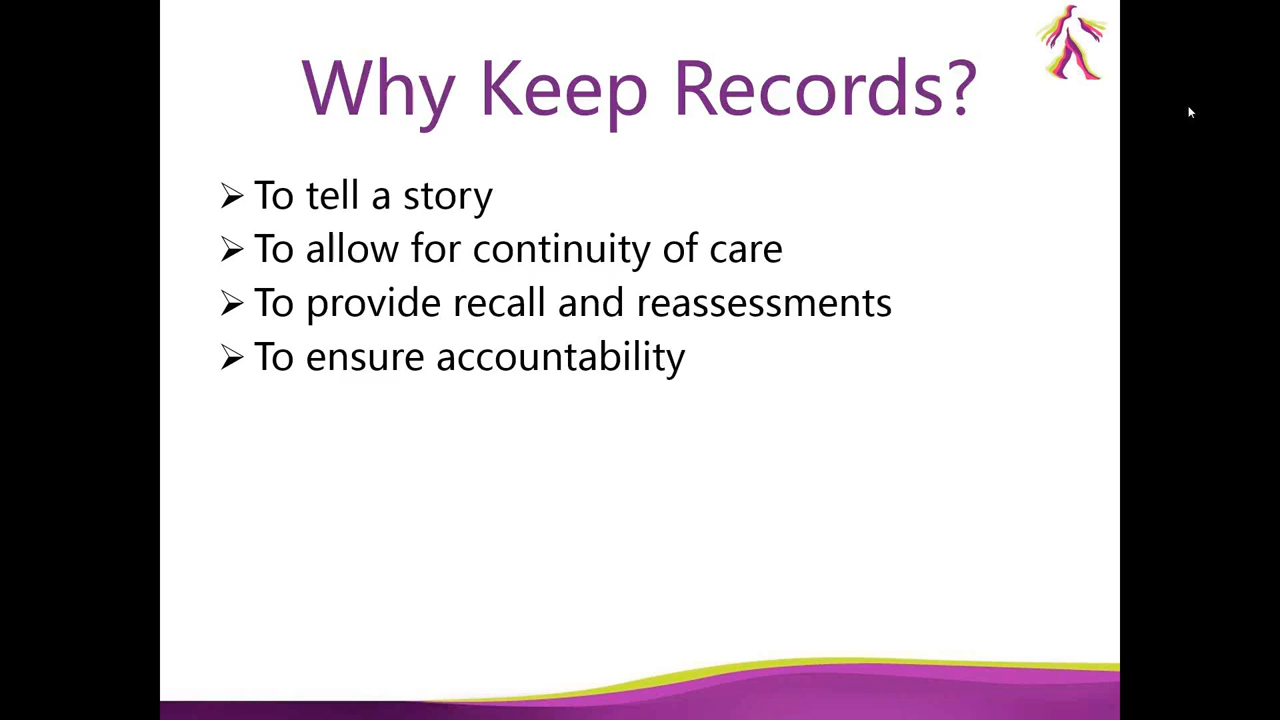 Why Keep Records?
➢ To tell a story
➢ To allow for continuity of care
➢ To provide recall and reassessments
➢ To ensure accountability